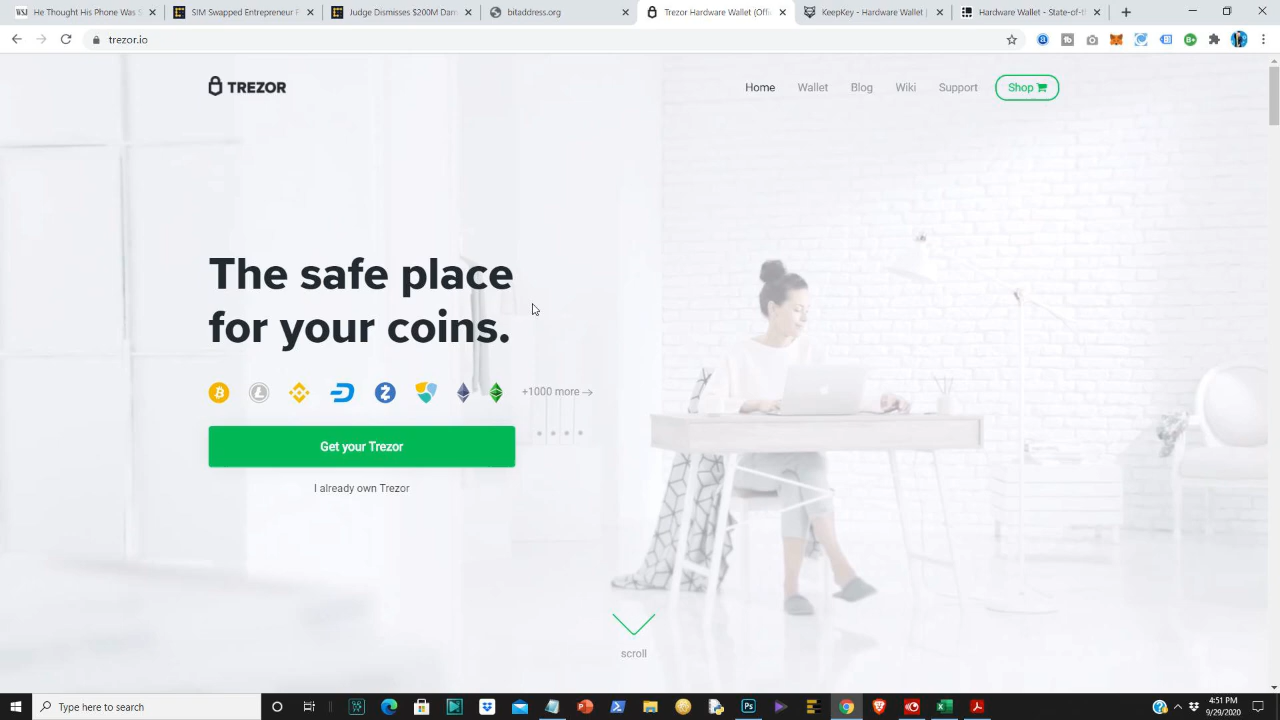 He Thought His Phone Was S
SIM Swapped Entrepreneur F
Judge Dismisses $200M Dam
bitaddress.org
Trezor Hardware Wallet (Offi
KeepKey - Hardware Wallet
Hardware Wallet - State-of-th
trezor.io
TREZOR
Home
Wallet
Blog
Wiki
Support
Shop
The safe place
for your coins.
+1000 more
Get your Trezor
I already own Trezor
scroll
Type here to search
4:51 PM
9/29/2020